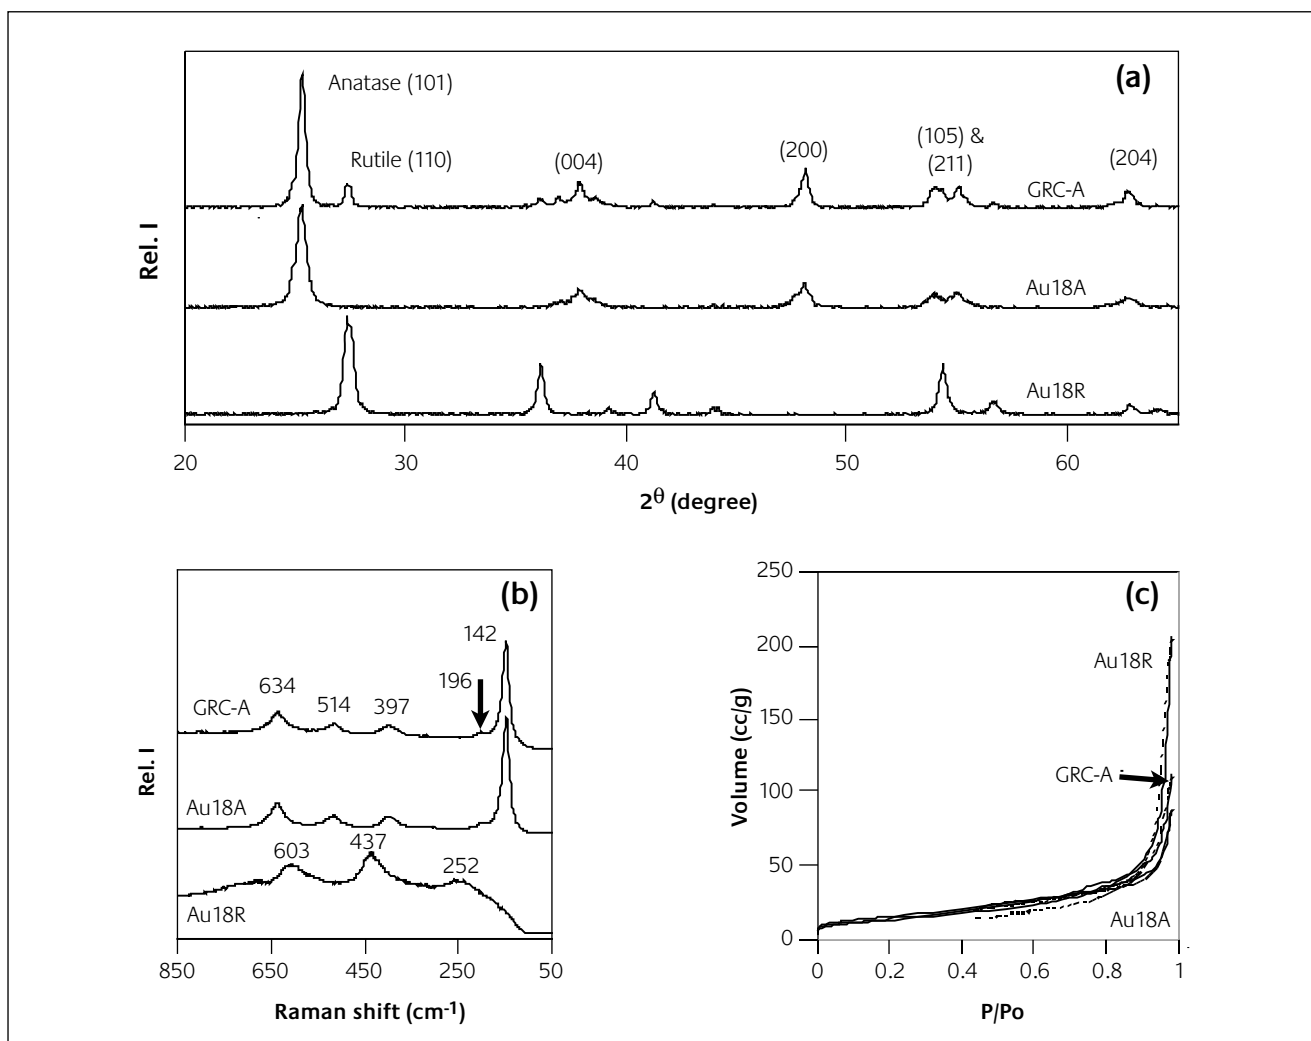 (a)
Anatase (101)
Rutile (110)
(004)
(200)
(105) &
(211)
(204)
GRC-A
Au18A
Au18R
Rel. I
20 30 40 50 60
2θ (degree)
(b)
142
196
634
514
397
GRC-A
Au18A
603
437
252
Au18R
Rel. I
850 650 450 250 50
Raman shift (cm-1)
(c)
250
200
150
100
50
0
Volume (cc/g)
Au18R
GRC-A
Au18A
0 0.2 0.4 0.6 0.8 1
P/Po